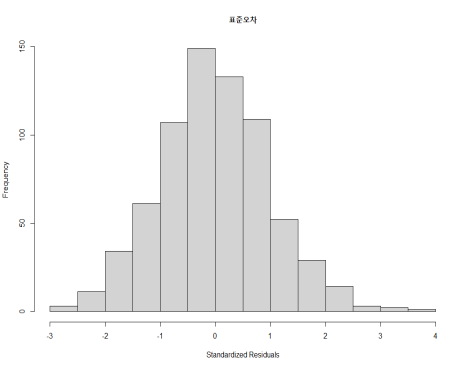 표준오차
Frequency
150
100
50
0
-3 -2 -1 0 1 2 3 4
Standardized Residuals